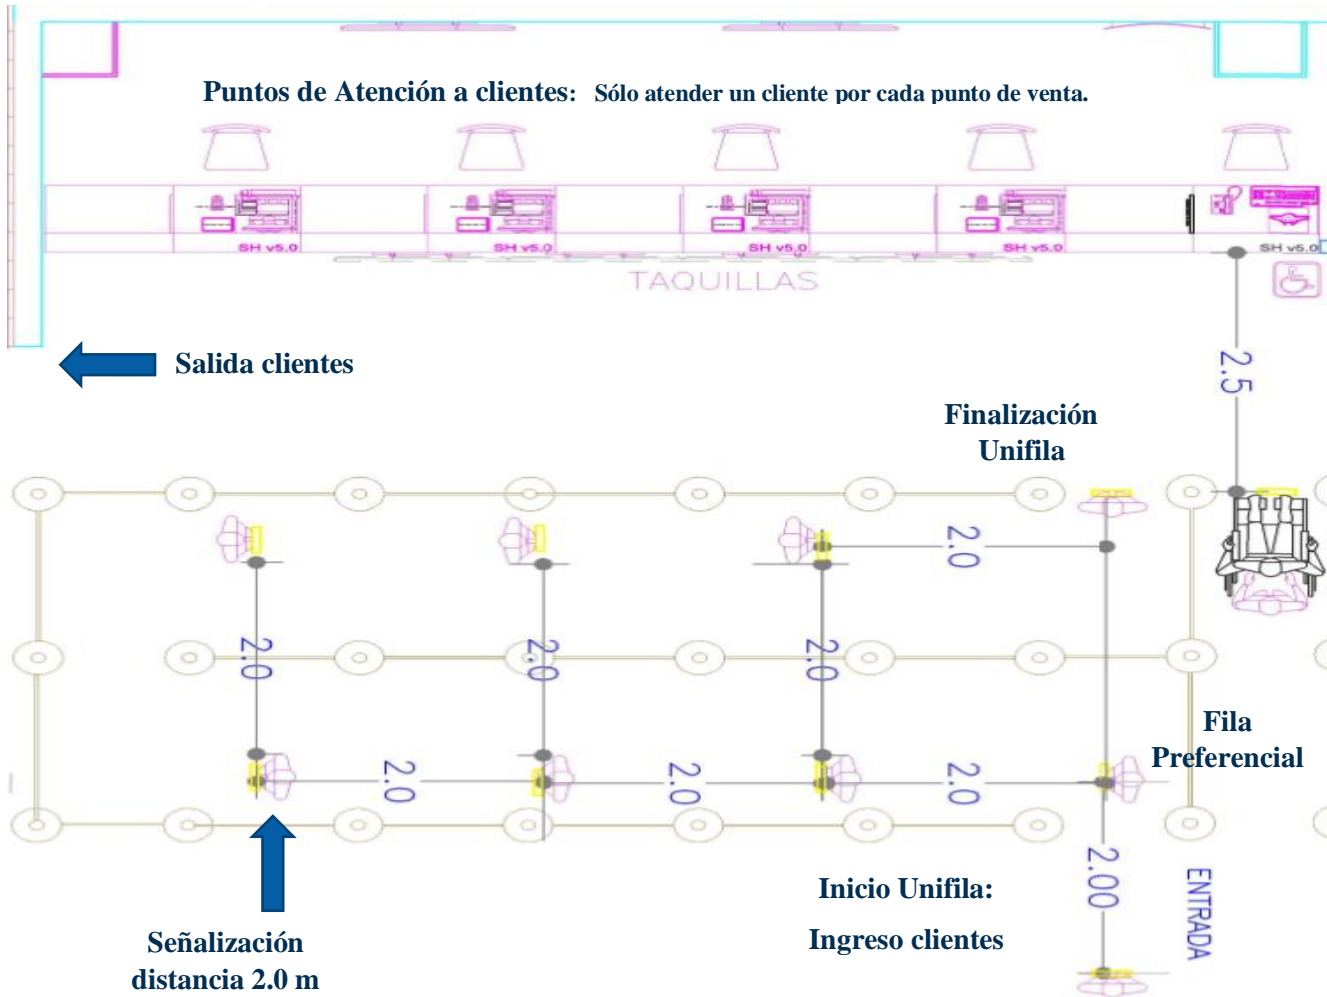 Puntos de Atención a clientes: Sólo atender un cliente por cada punto de venta.
SH v5.0 SH v5.0 SH v5.0 SH v5.0 SH v5.0
TAQUILLAS
Salida clientes
2.5
Finalización
Unifila
2.0
2.0 2.0 2.0
Fila
Preferencial
2.0 2.0 2.0
2.00
ENTRADA
Inicio Unifila:
Ingreso clientes
Señalización
distancia 2.0 m